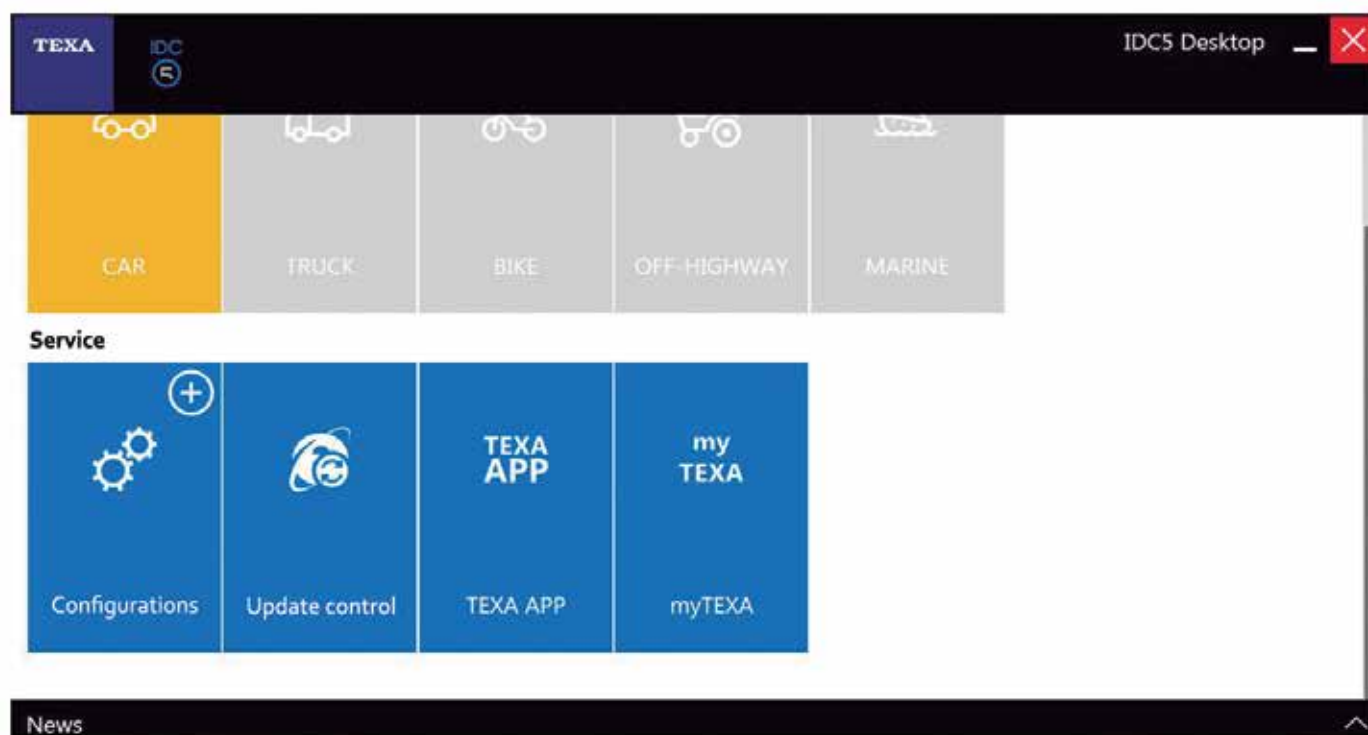 TEXA
IDC
5
IDC5 Desktop
CAR
TRUCK
BIKE
OFF-HIGHWAY
MARINE
Service
TEXA
APP
my
TEXA
Configurations
Update control
TEXA APP
myTEXA
News